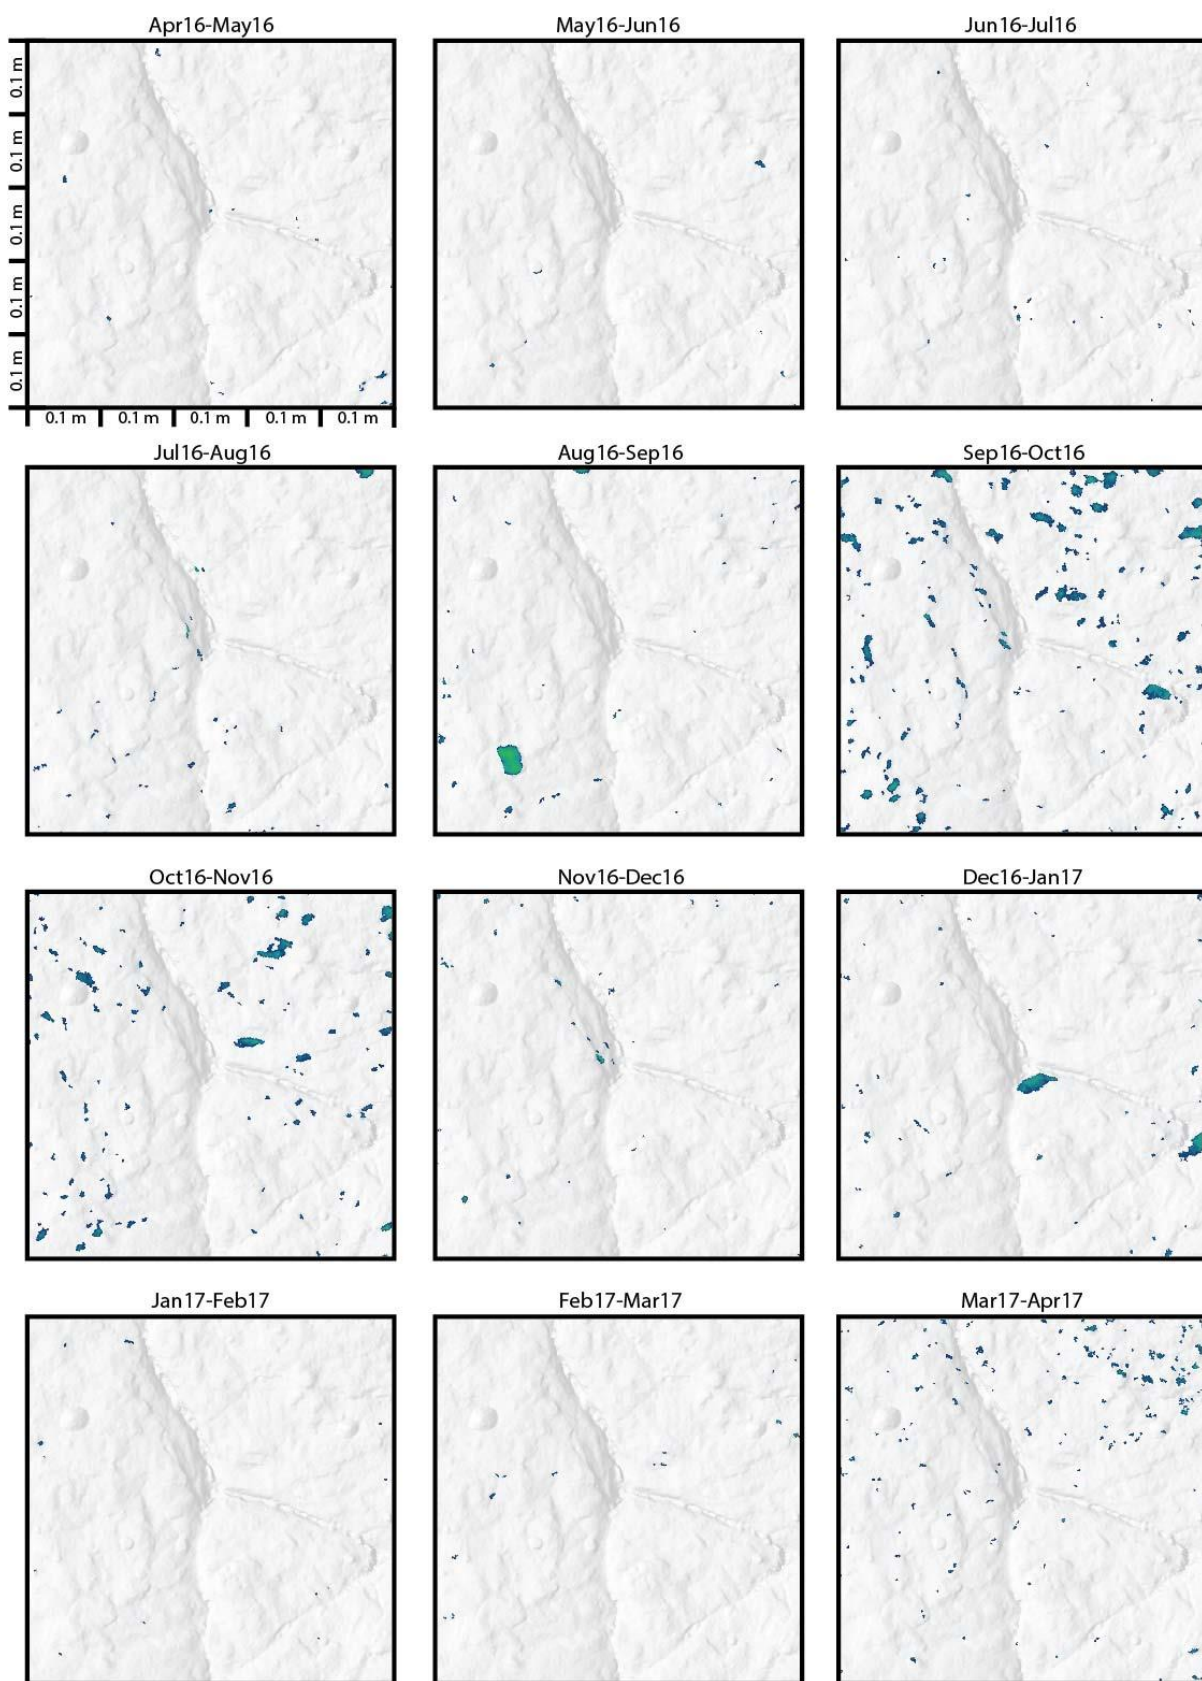 Apr16-May16
May16-Jun16
Jun16-Jul16
0.1 m
0.1 m
0.1 m
0.1 m
0.1 m
0.1 m
0.1 m
0.1 m
0.1 m
0.1 m
Jul16-Aug16
Aug16-Sep16
Sep16-Oct16
Oct16-Nov16
Nov16-Dec16
Dec16-Jan17
Jan17-Feb17
Feb17-Mar17
Mar17-Apr17